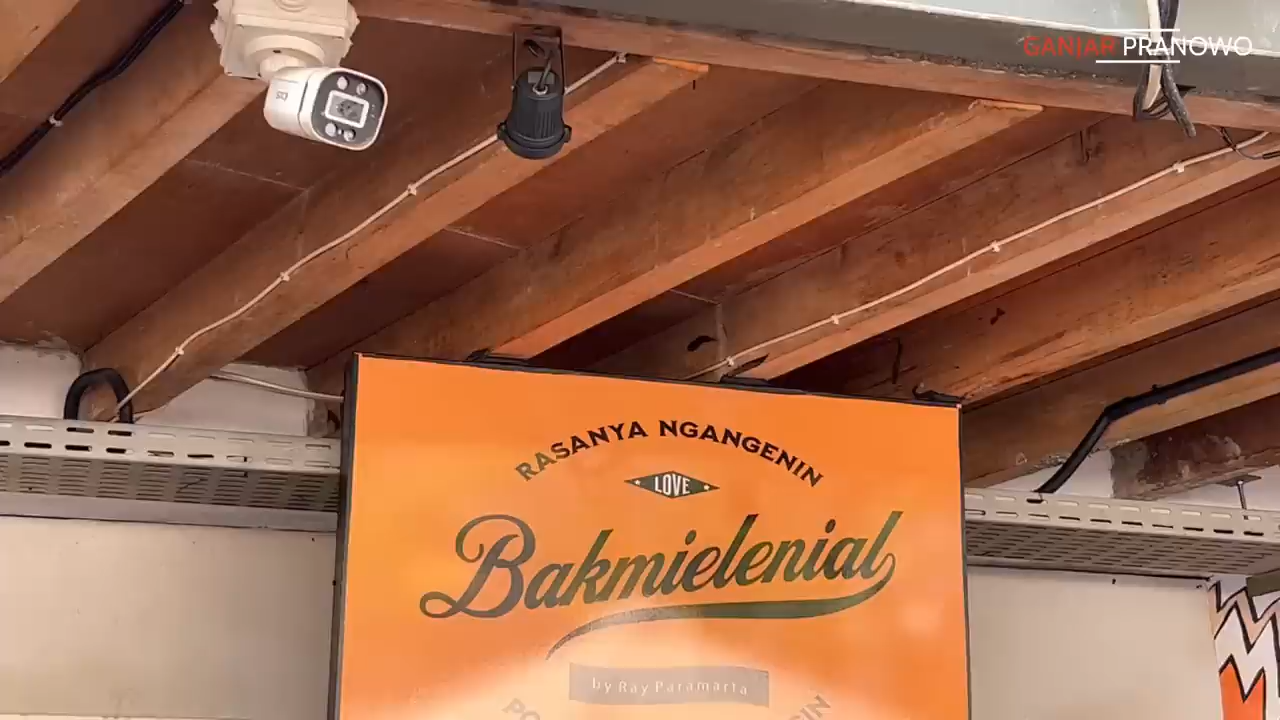 GANJAR PRANOWO
RASANYA NGANGENIN
LOVE
Bakmielenial
by Ray Paramarta